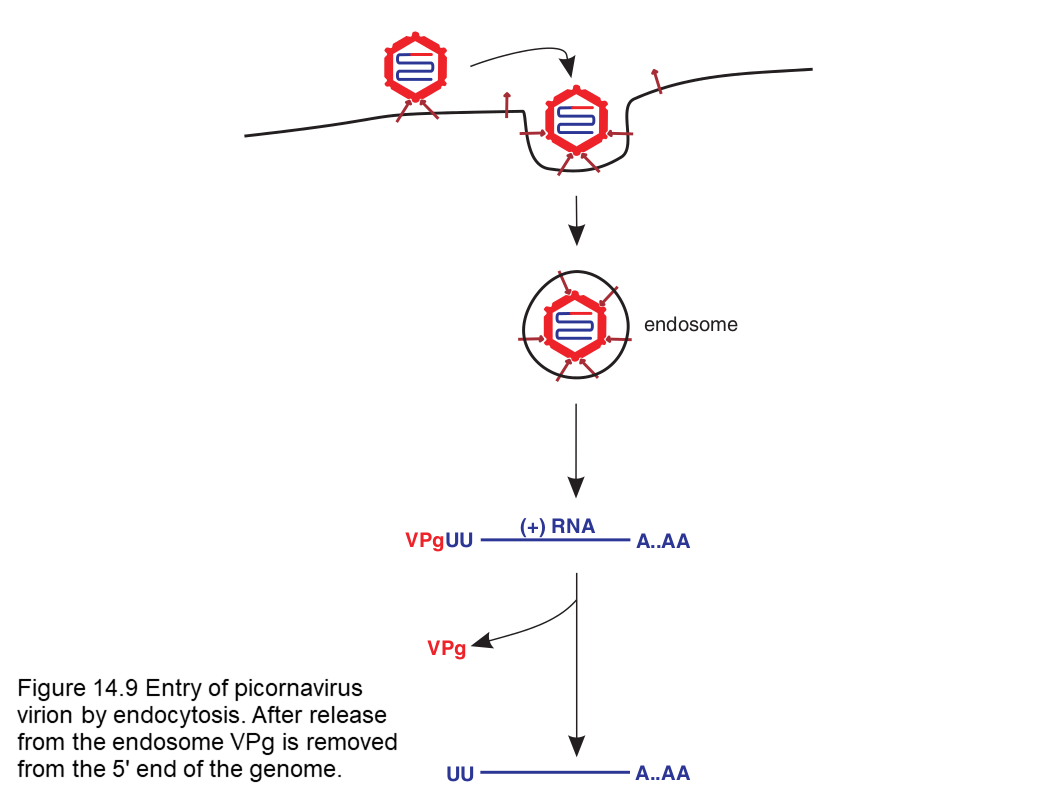 endosome
(+) RNA
VPgUU A..AA
VPg
Figure 14.9 Entry of picornavirus
virion by endocytosis. After release
from the endosome VPg is removed
from the 5' end of the genome.
UU A..AA